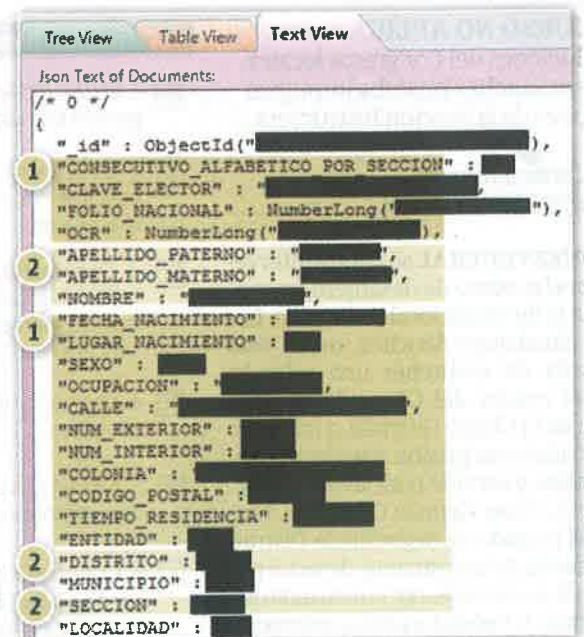 Tree View Table View Text View
Json Text of Documents:
/* 0 */
{
"_id" : ObjectId(" "),
1 "CONSECUTIVO_ALFABETICO_POR_SECCION" :
"CLAVE_ELECTOR" : " ,
"FOLIO_NACIONAL" : NumberLong(" "),
"OCR" : NumberLong(" ),
2 "APELLIDO_PATERNO" : " "
"APELLIDO_MATERNO" : " ",
"NOMBRE" : " ",
1 "FECHA_NACIMIENTO" :
"LUGAR_NACIMIENTO" :
"SEXO" :
"OCUPACION" : " ,
"CALLE" : " ,
"NUM_EXTERIOR" :
"NUM_INTERIOR" :
"COLONIA" : "
"CODIGO_POSTAL" :
"TIEMPO_RESIDENCIA" :
"ENTIDAD" :
2 "DISTRITO" :
"MUNICIPIO" :
2 "SECCION" :
"LOCALIDAD" :